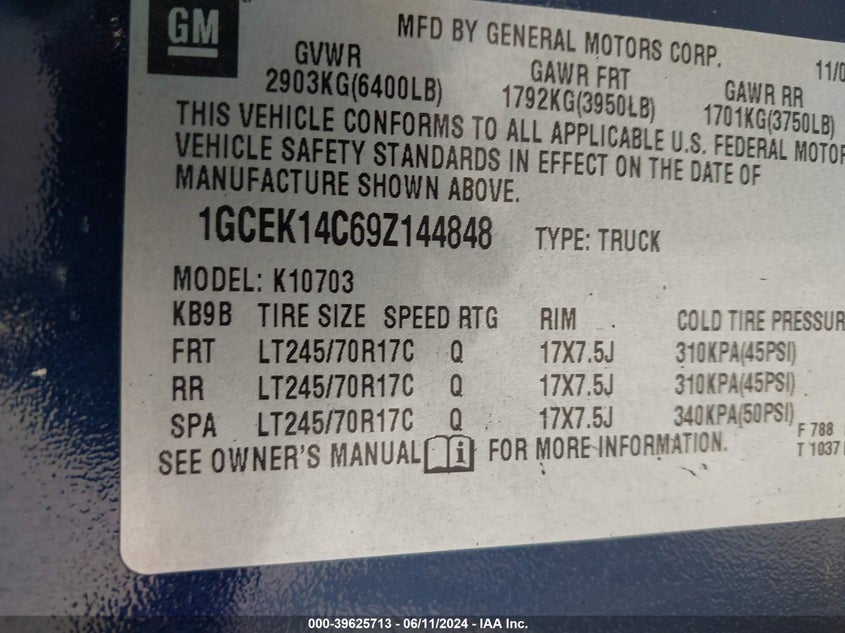 GM
MFD BY GENERAL MOTORS CORP.
11/0
GVWR GAWR FRT GAWR RR
2903KG(6400LB) 1792KG(3950LB) 1701KG(3750LB)
THIS VEHICLE CONFORMS TO ALL APPLICABLE U.S. FEDERAL MOTOR
VEHICLE SAFETY STANDARDS IN EFFECT ON THE DATE OF
MANUFACTURE SHOWN ABOVE.
1GCEK14C69Z144848 TYPE: TRUCK
MODEL: K10703
KB9B TIRE SIZE SPEED RTG RIM COLD TIRE PRESSUR
FRT LT245/70R17C Q 17X7.5J 310KPA(45PSI)
RR LT245/70R17C Q 17X7.5J 310KPA(45PSI)
SPA LT245/70R17C Q 17X7.5J 340KPA(50PSI)
SEE OWNER'S MANUAL i FOR MORE INFORMATION.
F 788
T 1037
000-39625713 - 06/11/2024 - IAA Inc.